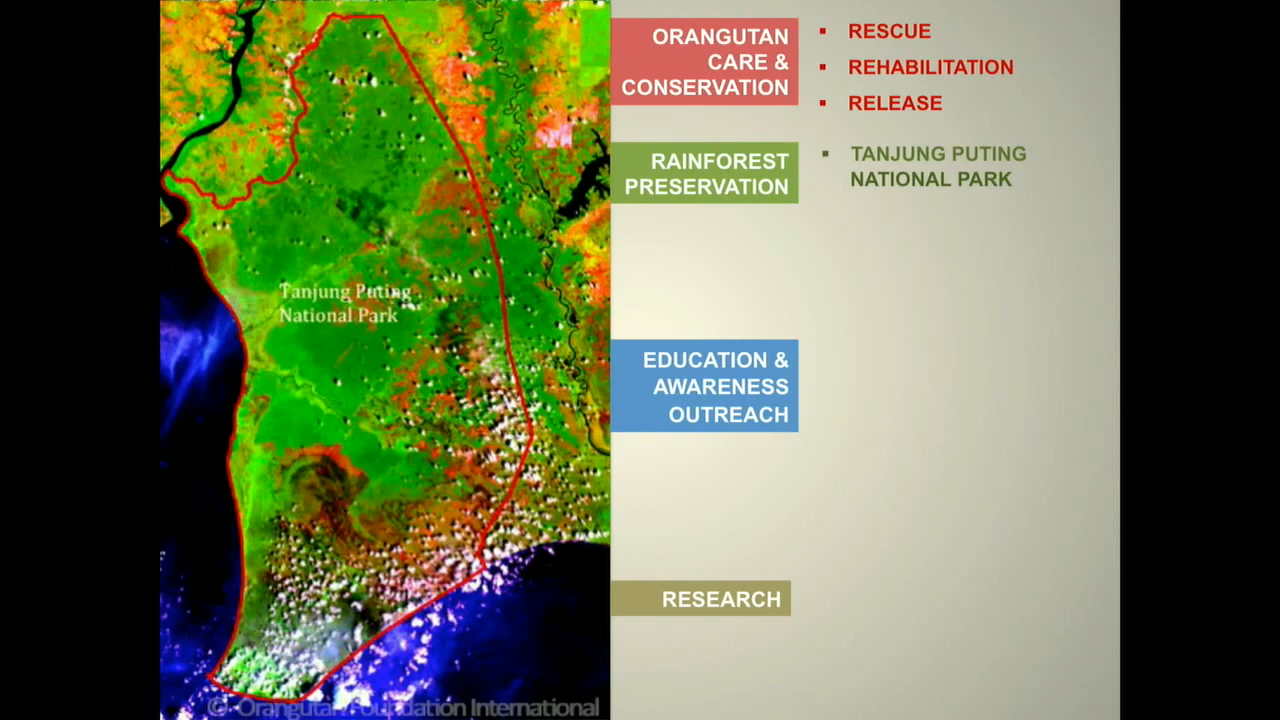 Tanjung Puting
National Park
© Orangutan Foundation International
ORANGUTAN
CARE &
CONSERVATION
▪ RESCUE
▪ REHABILITATION
▪ RELEASE
RAINFOREST
PRESERVATION
▪ TANJUNG PUTING
NATIONAL PARK
EDUCATION &
AWARENESS
OUTREACH
RESEARCH